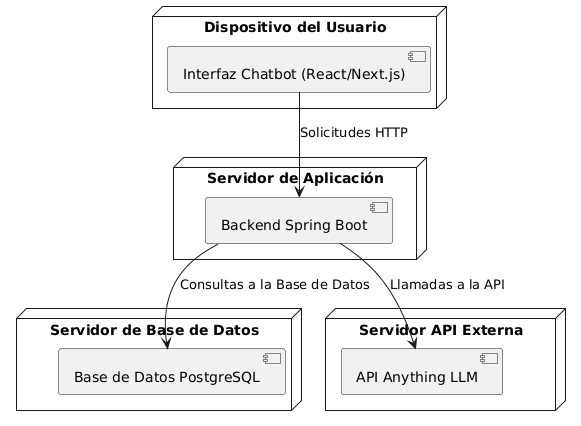 Dispositivo del Usuario
Interfaz Chatbot (React/Next.js)
Solicitudes HTTP
Servidor de Aplicación
Backend Spring Boot
Consultas a la Base de Datos
Llamadas a la API
Servidor de Base de Datos
Base de Datos PostgreSQL
Servidor API Externa
API Anything LLM